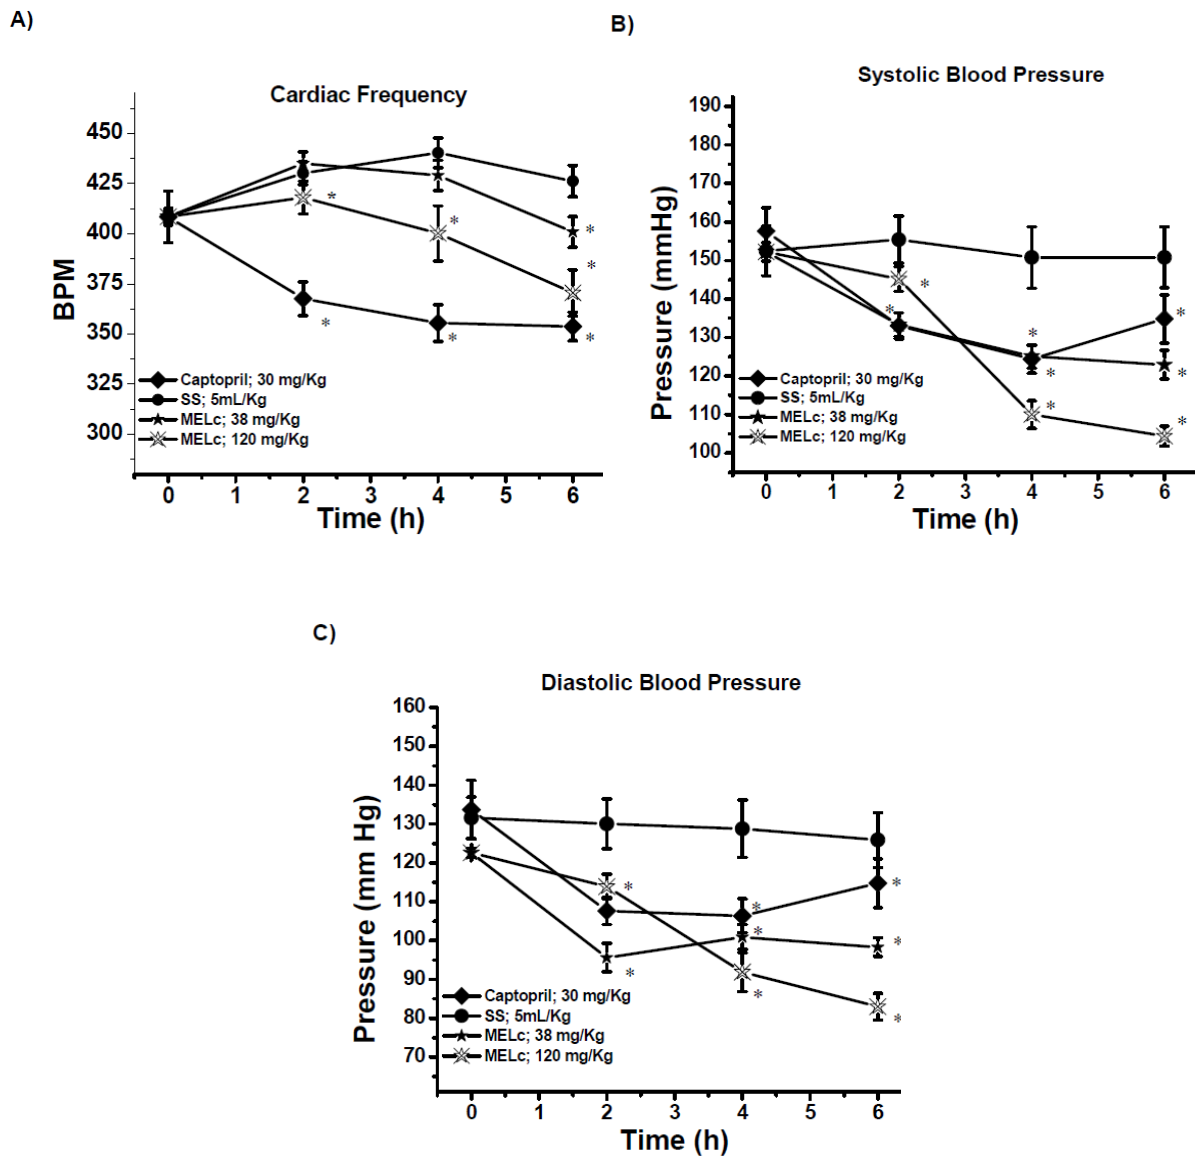 A)
Cardiac Frequency
BPM
450
425
400
375
350
325
300
* * * * * * *
Captopril; 30 mg/Kg
SS; 5mL/Kg
MELc; 38 mg/Kg
MELc; 120 mg/Kg
0 1 2 3 4 5 6
Time (h)
B)
Systolic Blood Pressure
Pressure (mmHg)
190
180
170
160
150
140
130
120
110
100
* * * * * * * *
Captopril; 30 mg/Kg
SS; 5mL/Kg
MELc; 38 mg/Kg
MELc; 120 mg/Kg
0 1 2 3 4 5 6
Time (h)
C)
Diastolic Blood Pressure
Pressure (mm Hg)
160
150
140
130
120
110
100
90
80
70
* * * * * * * *
Captopril; 30 mg/Kg
SS; 5mL/Kg
MELc; 38 mg/Kg
MELc; 120 mg/Kg
0 1 2 3 4 5 6
Time (h)